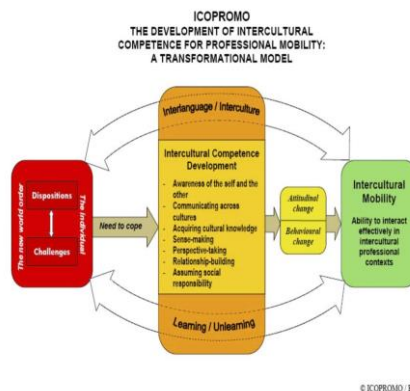 ICOPROMO
THE DEVELOPMENT OF INTERCULTURAL
COMPETENCE FOR PROFESSIONAL MOBILITY:
A TRANSFORMATIONAL MODEL
Interlanguage / Interculture
The new world order
Dispositions
Challenges
The Individual
Need to cope
Intercultural Competence
Development
- Awareness of the self and the
other
- Communicating across
cultures
- Acquiring cultural knowledge
- Sense-making
- Perspective-taking
- Relationship-building
- Assuming social
responsibility
Attitudinal
change
Behavioural
change
Intercultural
Mobility
Ability to interact
effectively in
intercultural
professional
contexts
Learning / Unlearning
© ICOPROMO /